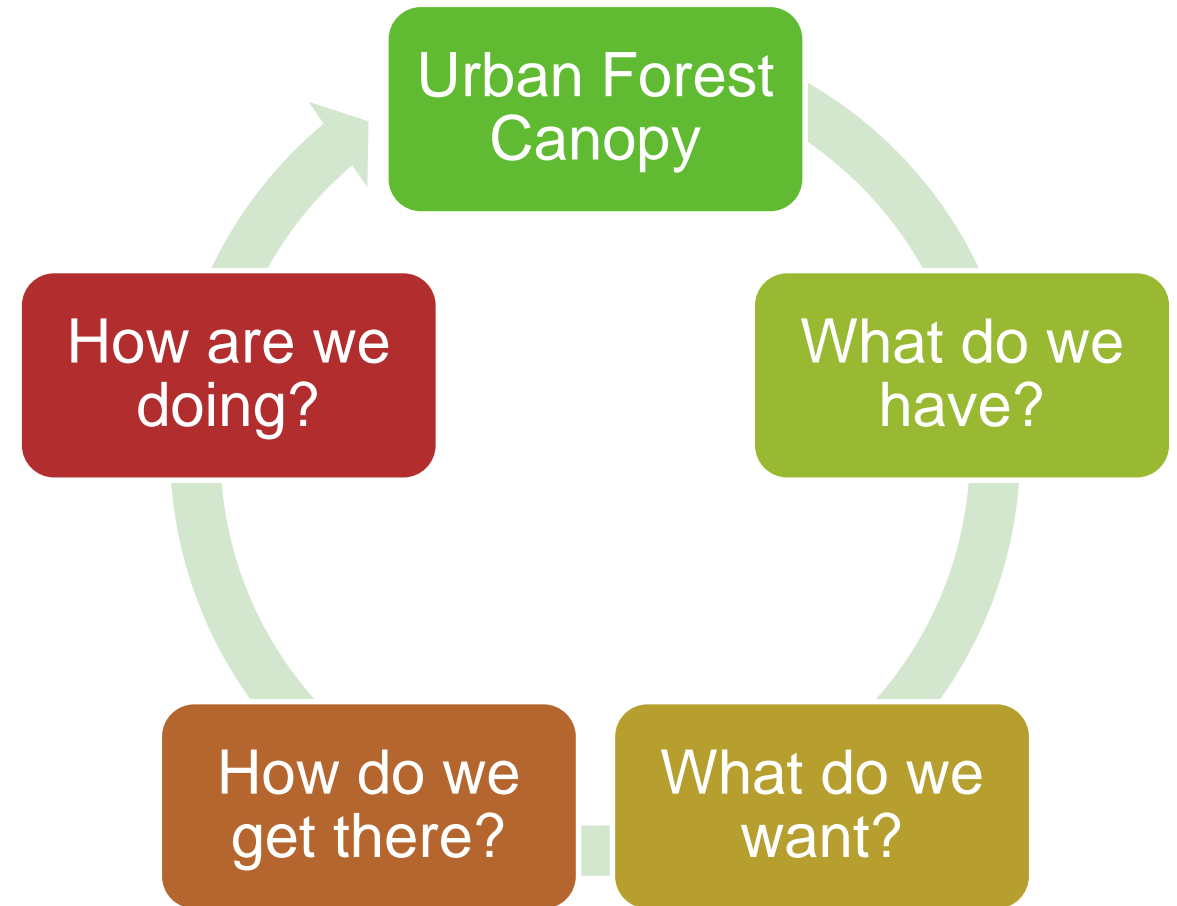 Urban Forest
Canopy
What do we
have?
What do we
want?
How do we
get there?
How are we
doing?